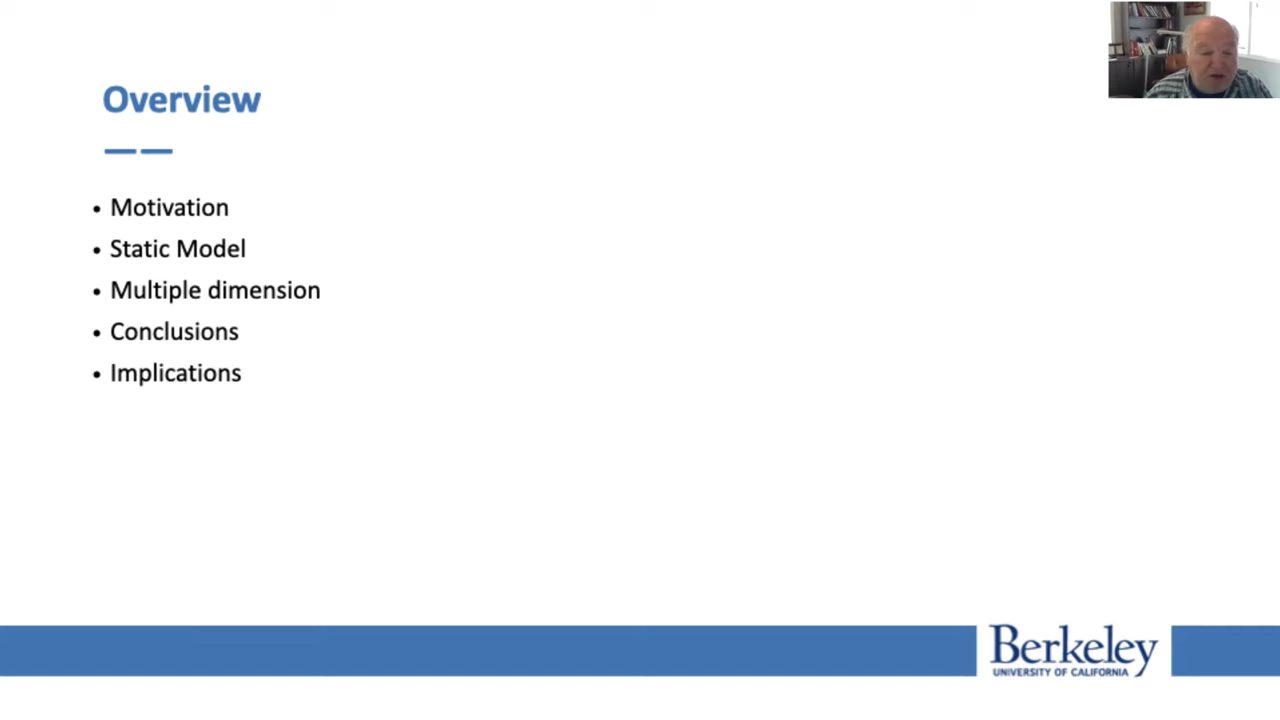 Overview
• Motivation
• Static Model
• Multiple dimension
• Conclusions
• Implications
Berkeley
UNIVERSITY OF CALIFORNIA